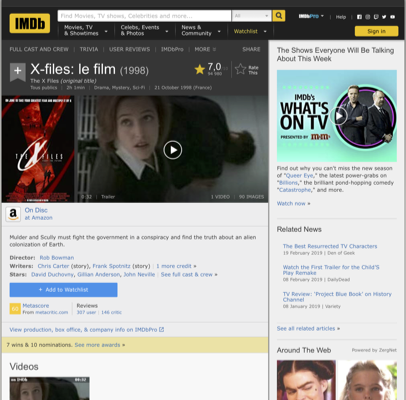 IMDb
Find Movies, TV shows, Celebrities and more...
All
IMDbPro
Help
Movies, TV
& Showtimes
Celebs, Events
& Photos
News &
Community
Watchlist
Sign in
FULL CAST AND CREW | TRIVIA | USER REVIEWS | IMDbPro | MORE
SHARE
X-files: le film (1998)
The X Files (original title)
Tous publics | 2h 1min | Drama, Mystery, Sci-Fi | 21 October 1998 (France)
7,0
Rate
This
0:32 | Trailer
1 VIDEO | 90 IMAGES
On Disc
at Amazon
Mulder and Scully must fight the government in a conspiracy and find the truth about an alien
colonization of Earth.
Director: Rob Bowman
Writers: Chris Carter (story), Frank Spotnitz (story) | 1 more credit »
Stars: David Duchovny, Gillian Anderson, John Neville | See full cast & crew »
+ Add to Watchlist
Metascore
From metacritic.com
Reviews
307 user | 146 critic
View production, box office, & company info on IMDbPro
7 wins & 10 nominations. See more awards »
Videos
The Shows Everyone Will Be Talking
About This Week
IMDb's
WHAT'S
ON TV
PRESENTED BY
Find out why you can't miss the new season
of "Queer Eye," the latest power-grabs on
"Billions," the brilliant pond-hopping comedy
"Catastrophe," and more.
Watch now »
Related News
The Best Resurrected TV Characters
19 February 2019 | Den of Geek
Watch the First Trailer for the Child'S
Play Remake
08 February 2019 | DailyDead
TV Review: 'Project Blue Book' on History
Channel
08 January 2019 | Variety
See all related articles »
Around The Web
Powered by ZergNet